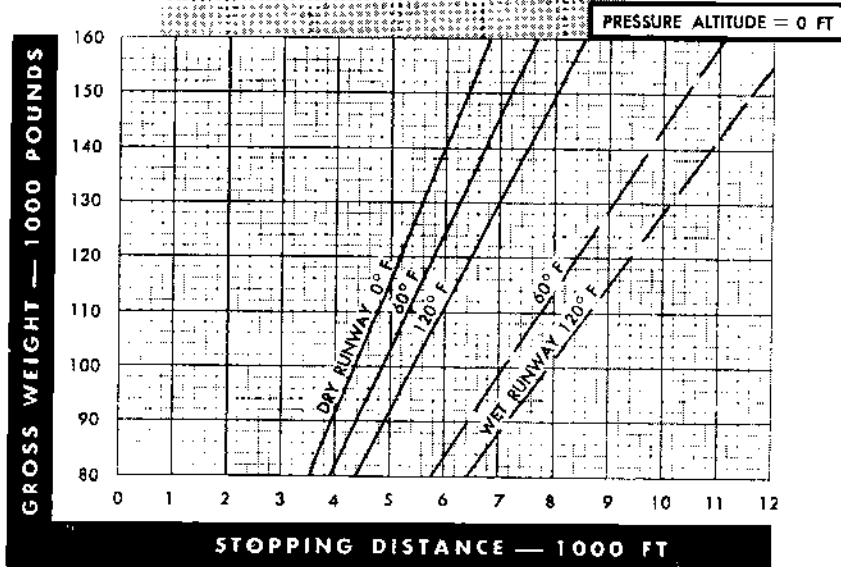 PRESSURE ALTITUDE = 0 FT
GROSS WEIGHT — 1000 POUNDS
160
150
140
130
120
110
100
90
80
DRY RUNWAY 0° F
60° F
120° F
60° F
WET RUNWAY 120° F
0 1 2 3 4 5 6 7 8 9 10 11 12
STOPPING DISTANCE — 1000 FT